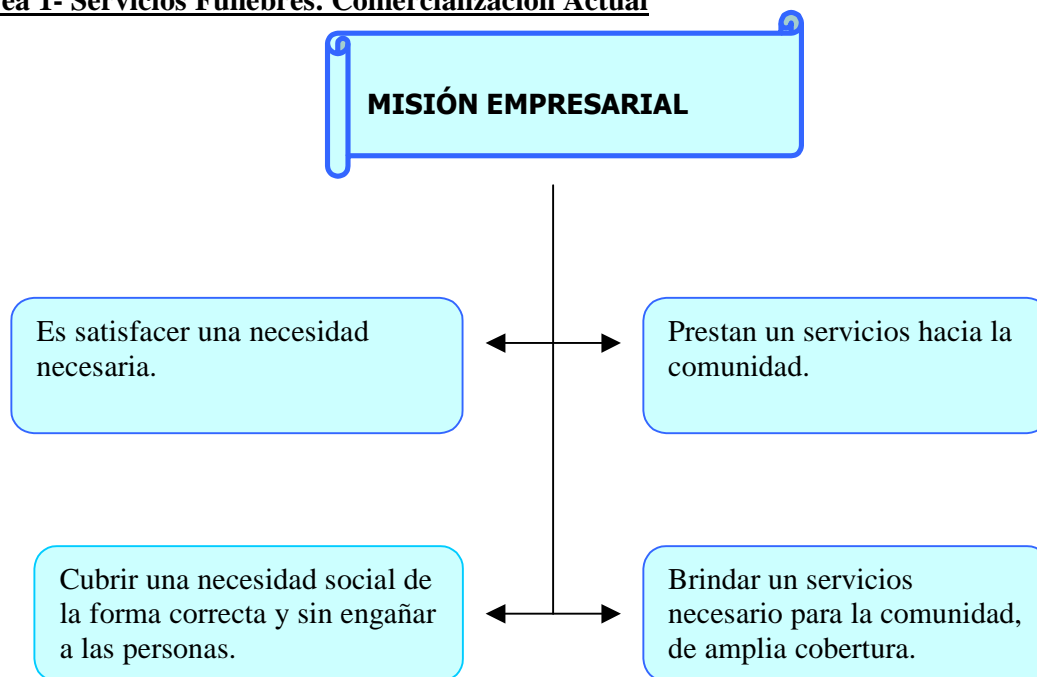 ea 1- Servicios Fúnebres. Comercialización Actual
MISIÓN EMPRESARIAL
Es satisfacer una necesidad
necesaria.
Prestan un servicios hacia la
comunidad.
Cubrir una necesidad social de
la forma correcta y sin engañar
a las personas.
Brindar un servicios
necesario para la comunidad,
de amplia cobertura.